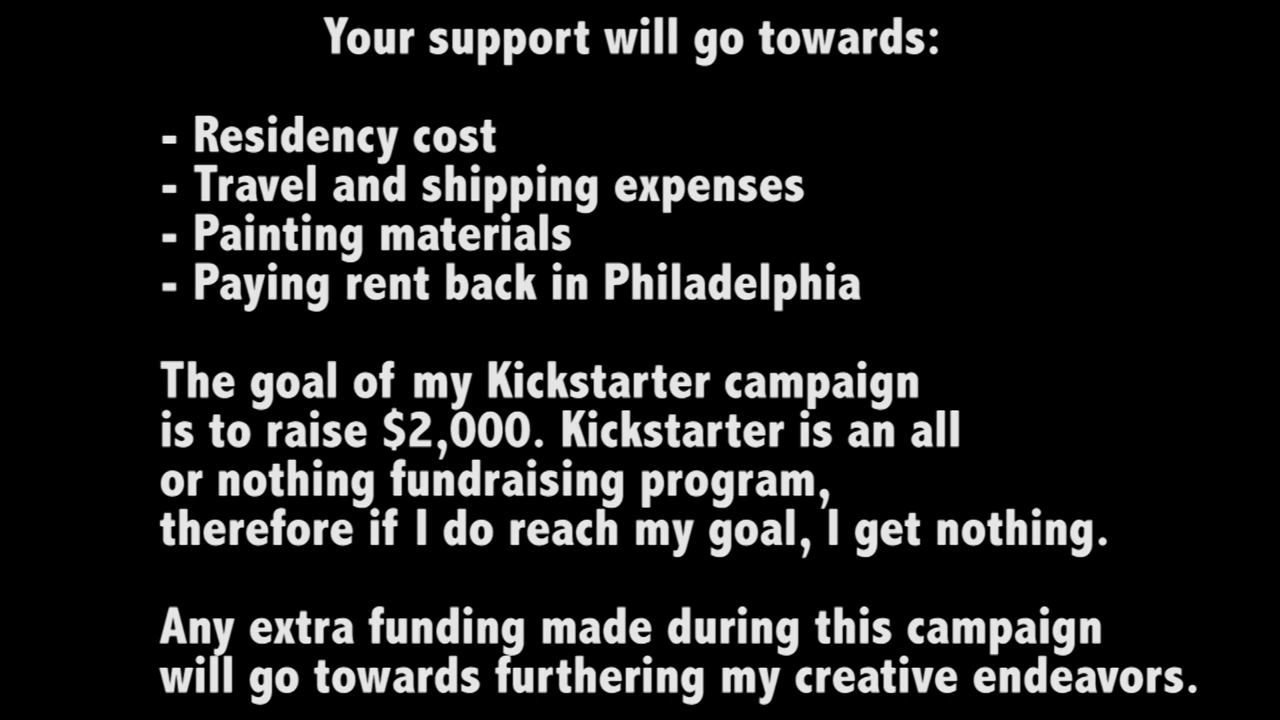 Your support will go towards:
- Residency cost
- Travel and shipping expenses
- Painting materials
- Paying rent back in Philadelphia
The goal of my Kickstarter campaign
is to raise $2,000. Kickstarter is an all
or nothing fundraising program,
therefore if I do reach my goal, I get nothing.
Any extra funding made during this campaign
will go towards furthering my creative endeavors.